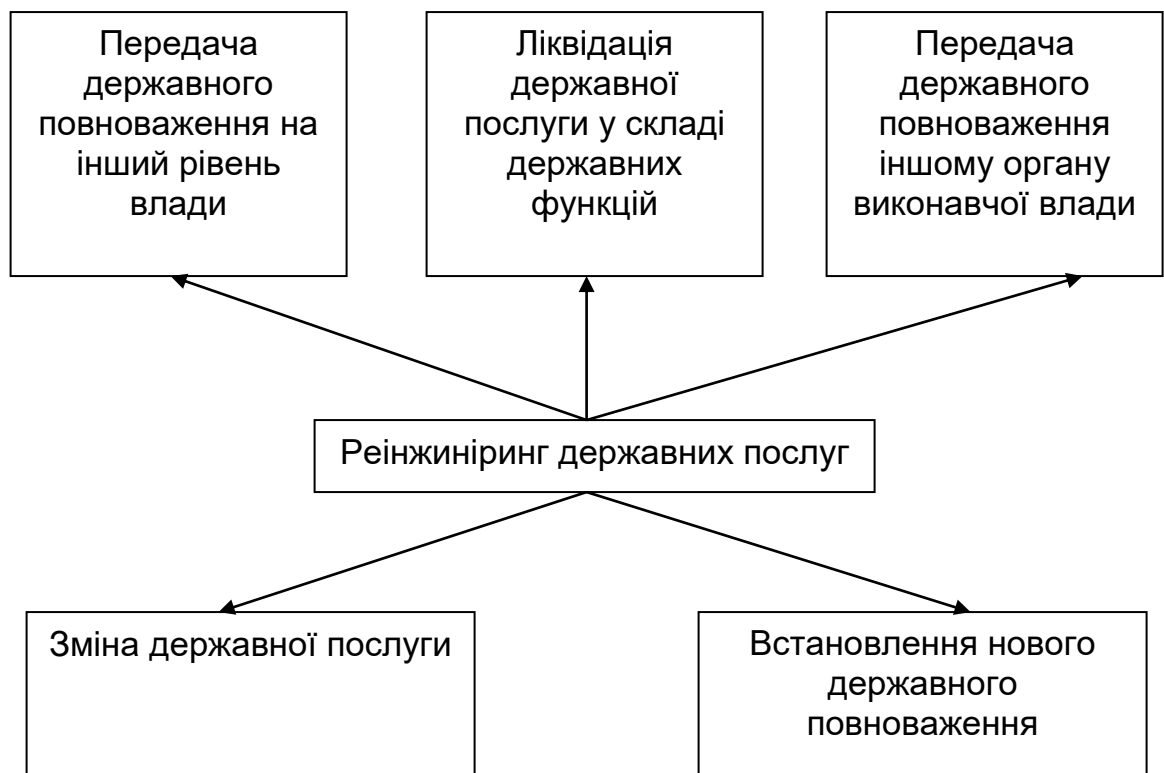 Передача
державного
повноваження на
інший рівень
влади
Ліквідація
державної
послуги у складі
державних
функцій
Передача
державного
повноваження
іншому органу
виконавчої влади
Реінжиніринг державних послуг
Зміна державної послуги
Встановлення нового
державного
повноваження